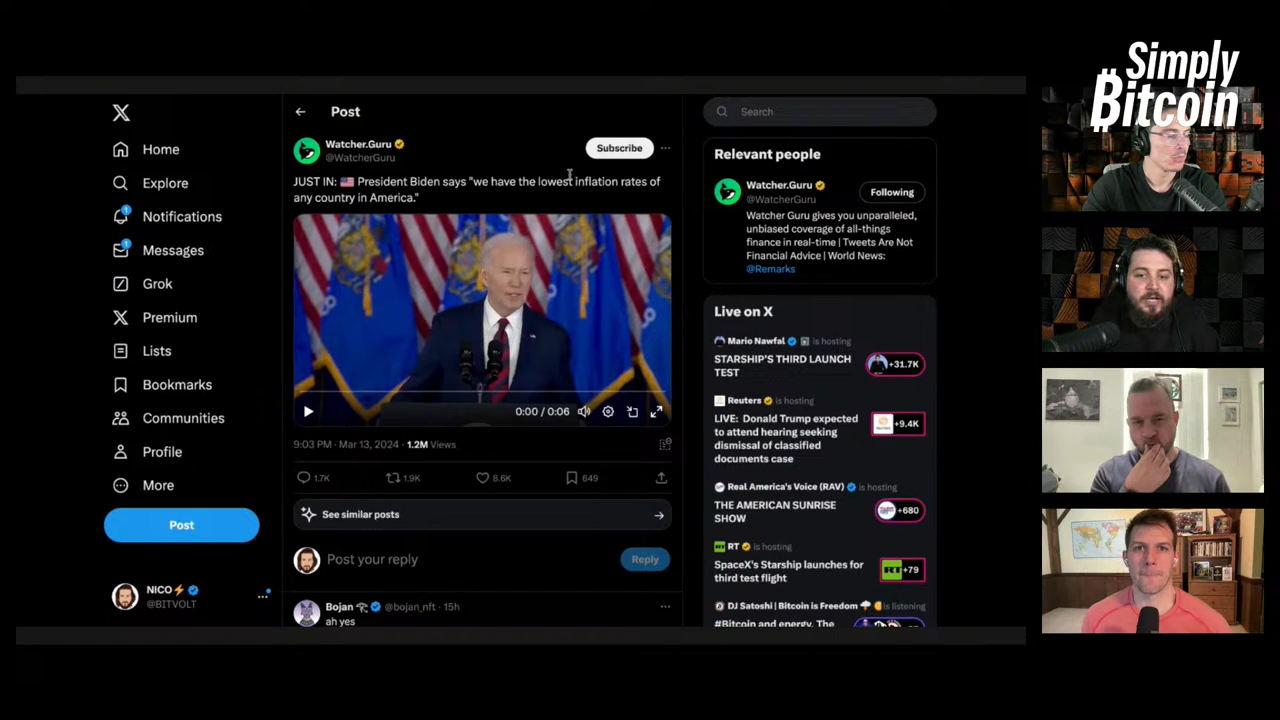 Simply
Bitcoin
Home
Explore
Notifications
Messages
Grok
Premium
Lists
Bookmarks
Communities
Profile
More
Post
NICO⚡
@BITVOLT
Post
Watcher.Guru
@WatcherGuru
Subscribe
JUST IN: 🇺🇸 President Biden says "we have the lowest inflation rates of
any country in America."
0:00 / 0:06
9:03 PM · Mar 13, 2024 · 1.2M Views
1.7K 1.9K 8.6K 649
See similar posts
Post your reply
Reply
Bojan @bojan_nft · 15h
ah yes
Search
Relevant people
Watcher.Guru
@WatcherGuru
Following
Watcher Guru gives you unparalleled,
unbiased coverage of all-things
finance in real-time | Tweets Are Not
Financial Advice | World News:
@Remarks
Live on X
Mario Nawfal is hosting
STARSHIP'S THIRD LAUNCH
TEST
+31.7K
Reuters is hosting
LIVE: Donald Trump expected
to attend hearing seeking
dismissal of classified
documents case
+9.4K
Real America's Voice (RAV) is hosting
THE AMERICAN SUNRISE
SHOW
+680
RT is hosting
SpaceX's Starship launches for
third test flight
RT
+79
DJ Satoshi | Bitcoin is Freedom is listening
#Bitcoin and energy. The